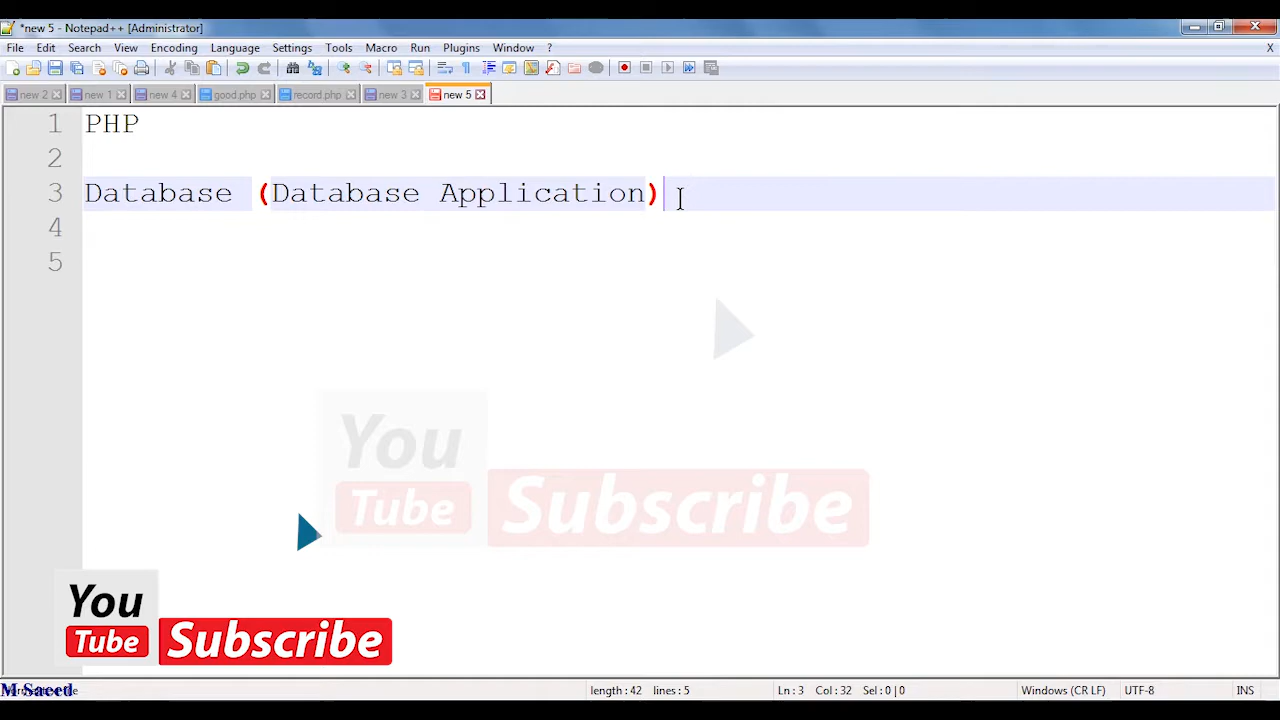 *new 5 - Notepad++ [Administrator]
File Edit Search View Encoding Language Settings Tools Macro Run Plugins Window ? X
new 2 new 1 new 4 good.php record.php new 3 new 5
1 PHP
2
3 Database (Database Application)
4
5
You
Tube Subscribe
You
Tube Subscribe
M Saeed
length : 42 lines : 5 Ln : 3 Col : 32 Sel : 0 | 0 Windows (CR LF) UTF-8 INS